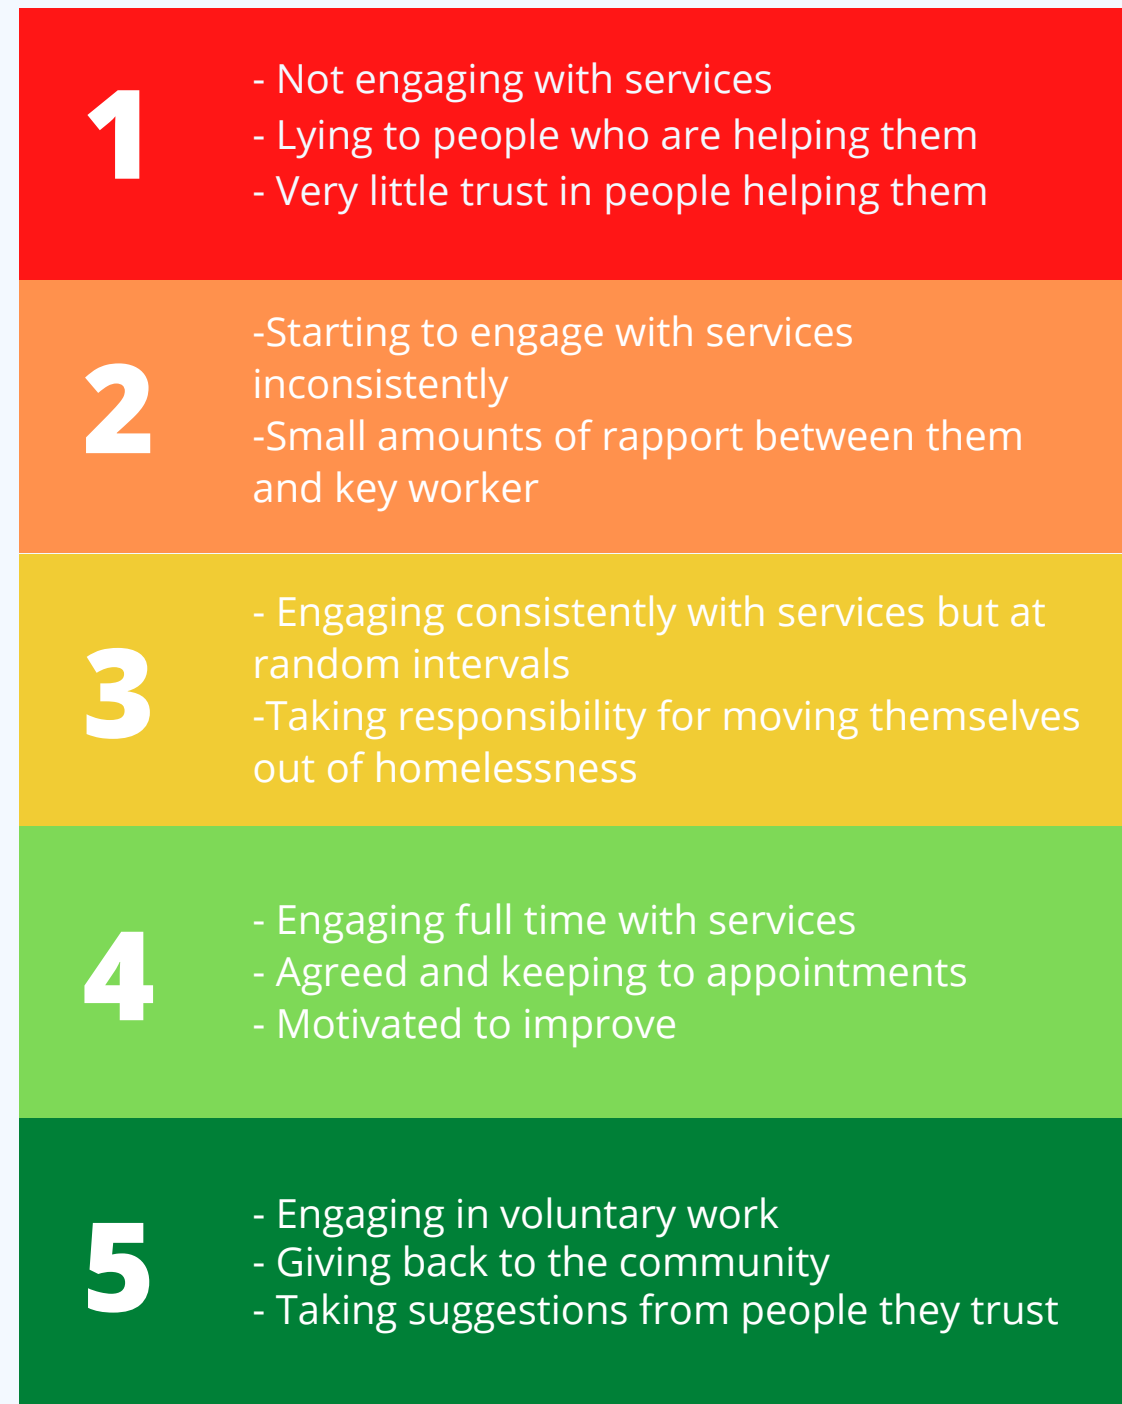 1
- Not engaging with services
- Lying to people who are helping them
- Very little trust in people helping them
2
-Starting to engage with services
inconsistently
-Small amounts of rapport between them
and key worker
3
- Engaging consistently with services but at
random intervals
-Taking responsibility for moving themselves
out of homelessness
4
- Engaging full time with services
- Agreed and keeping to appointments
- Motivated to improve
5
- Engaging in voluntary work
- Giving back to the community
- Taking suggestions from people they trust